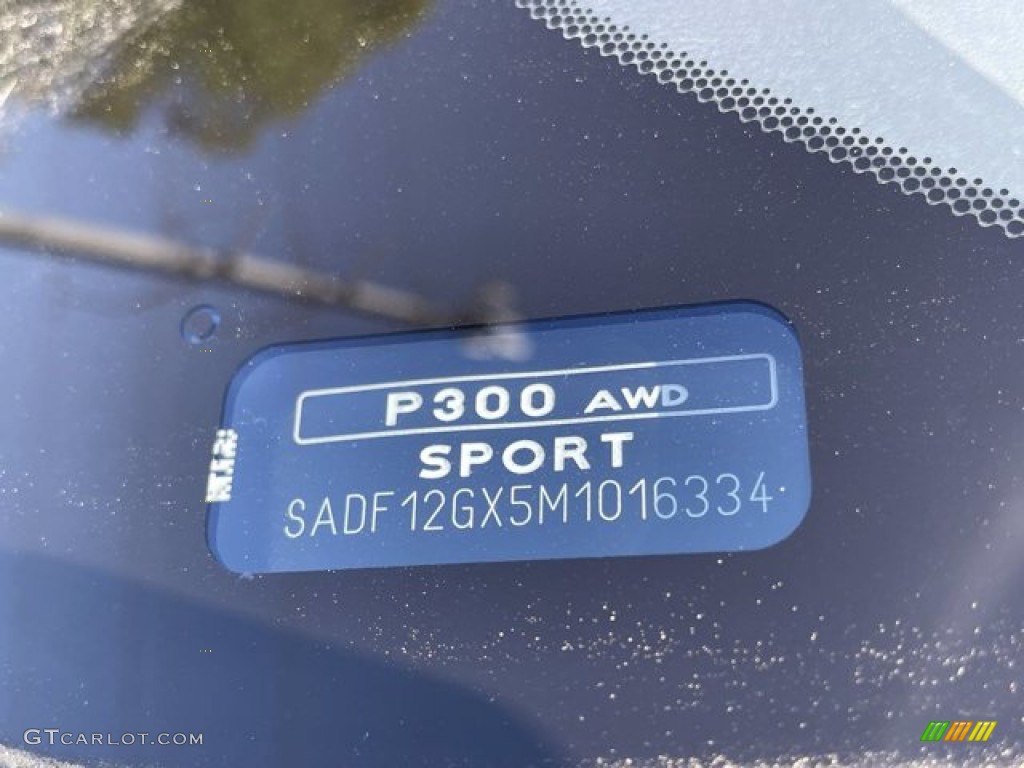 P300 AWD
SPORT
SADF12GX5M1016334
GTCARLOT.COM